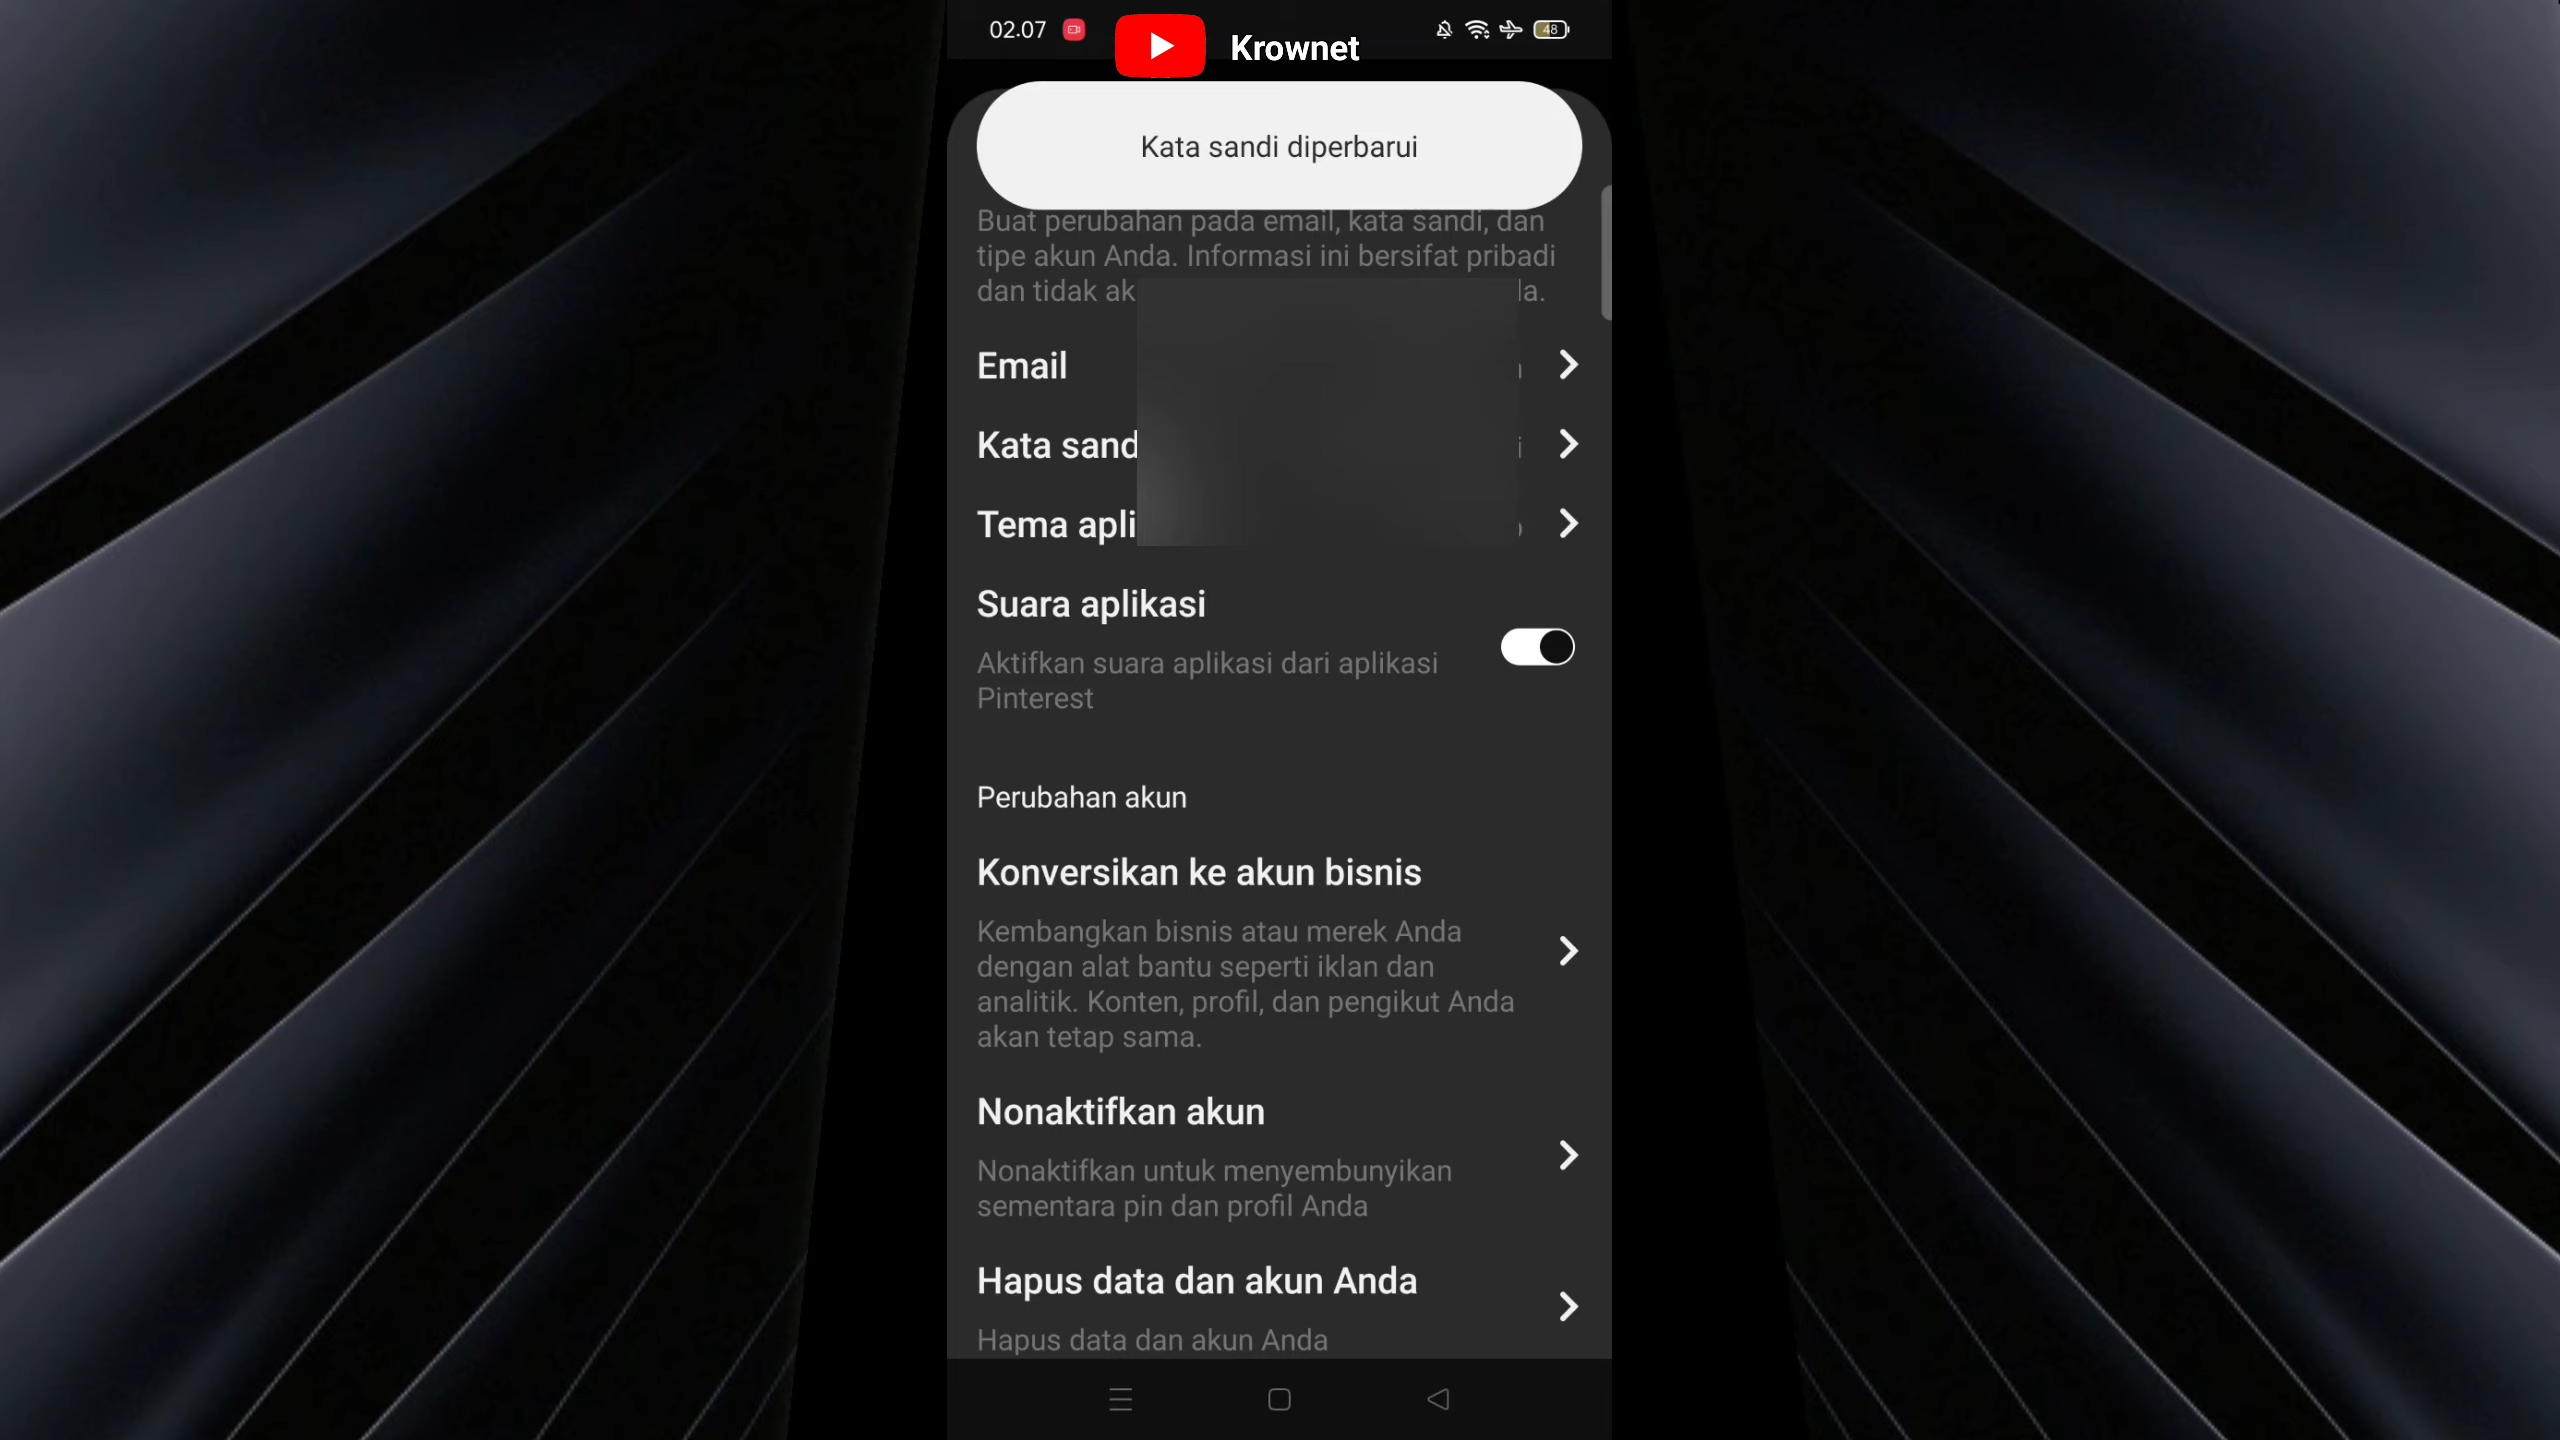 02.07
Krownet
48
Kata sandi diperbarui
Buat perubahan pada email, kata sandi, dan
tipe akun Anda. Informasi ini bersifat pribadi
dan tidak
Email
Kata
Tema
Suara aplikasi
Aktifkan suara aplikasi dari aplikasi
Pinterest
Perubahan akun
Konversikan ke akun bisnis
Kembangkan bisnis atau merek Anda
dengan alat bantu seperti iklan dan
analitik. Konten, profil, dan pengikut Anda
akan tetap sama.
Nonaktifkan akun
Nonaktifkan untuk menyembunyikan
sementara pin dan profil Anda
Hapus data dan akun Anda
Hapus data dan akun Anda